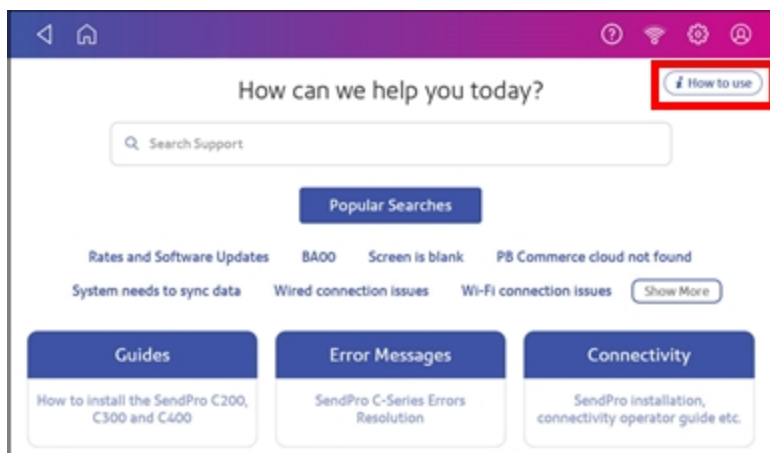 How can we help you today?
i How to use
Search Support
Popular Searches
Rates and Software Updates BA00 Screen is blank PB Commerce cloud not found
System needs to sync data Wired connection issues Wi-Fi connection issues Show More
Guides
How to install the SendPro C200,
C300 and C400
Error Messages
SendPro C-Series Errors
Resolution
Connectivity
SendPro installation,
connectivity operator guide etc.